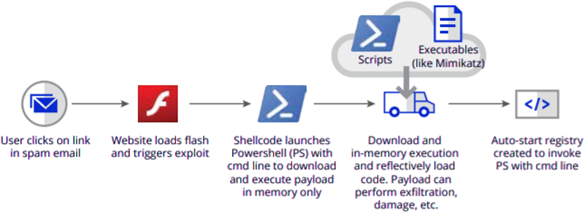 Scripts
Executables
(like Mimikatz)
User clicks on link
in spam email
Website loads flash
and triggers exploit
Shellcode launches
Powershell (PS) with
cmd line to download
and execute payload
in memory only
Download and
in-memory execution
and reflectively load
code. Payload can
perform exfiltration,
damage, etc.
Auto-start registry
created to invoke
PS with cmd line